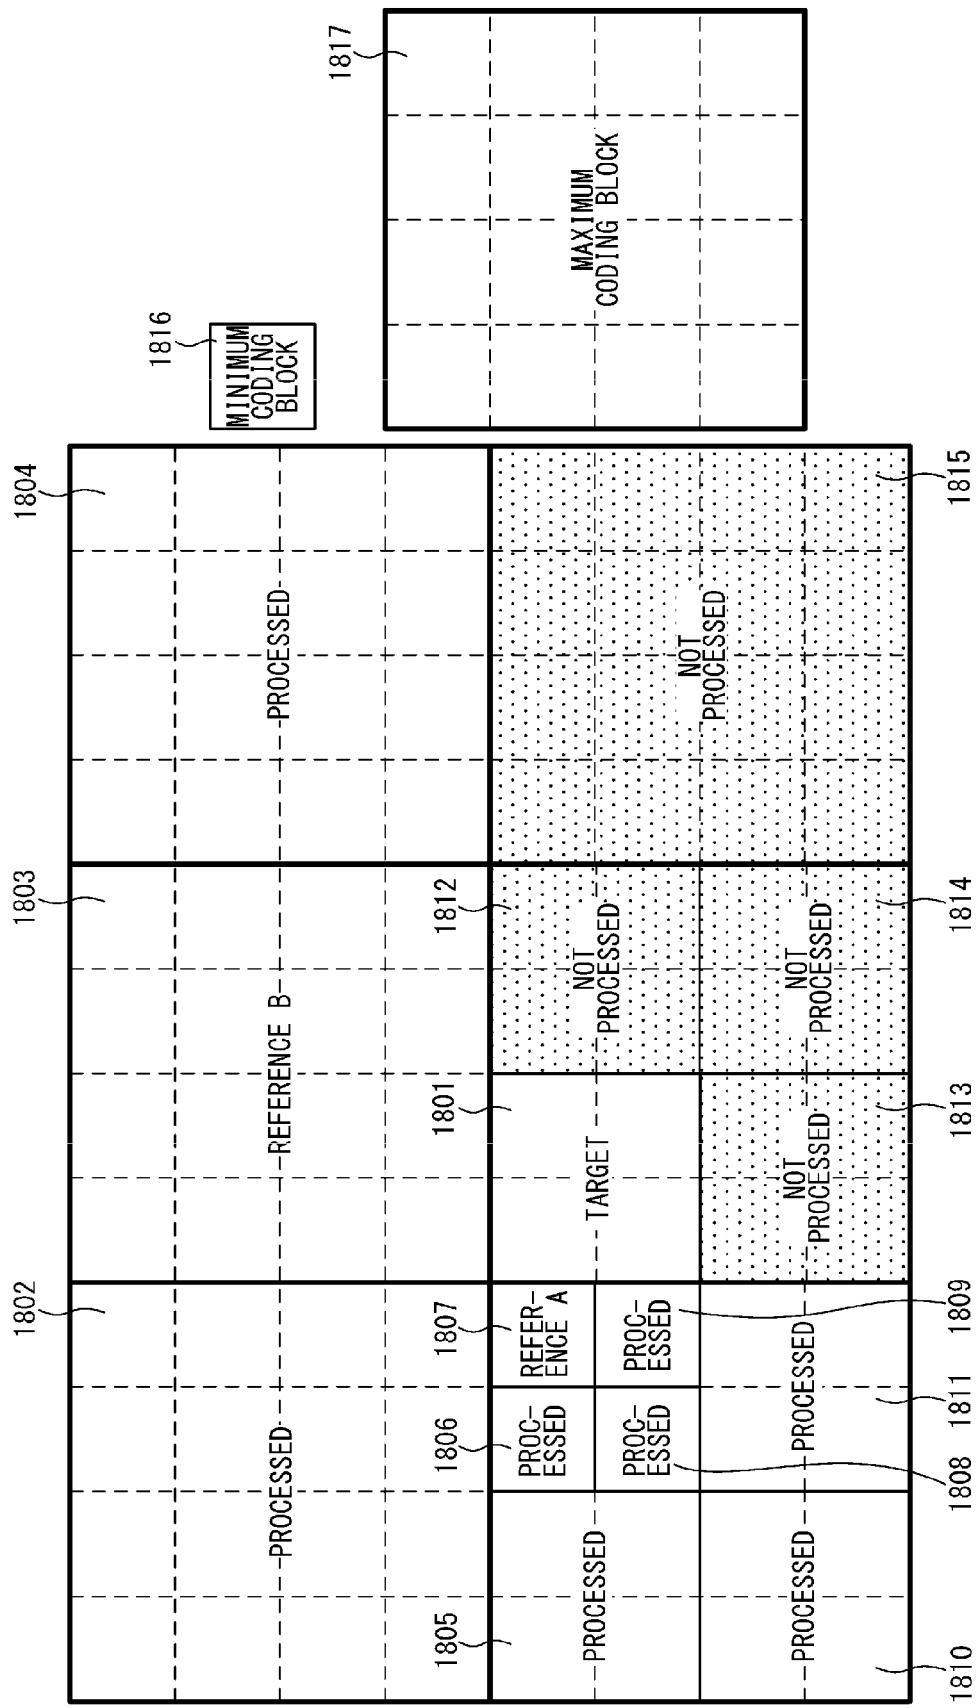 1802
1803
1804
PROCESSED
REFERENCE B
PROCESSED
1816
MINIMUM
CODING
BLOCK
1817
MAXIMUM
CODING BLOCK
1805
1806
1807
1801
1812
PROCESSED
PROC-
ESSED
REFER-
ENCE A
PROC-
ESSED
PROC-
ESSED
TARGET
NOT
PROCESSED
NOT
PROCESSED
PROCESSED
PROCESSED
NOT
PROCESSED
NOT
PROCESSED
1810
1808
1811
1809
1813
1814
1815